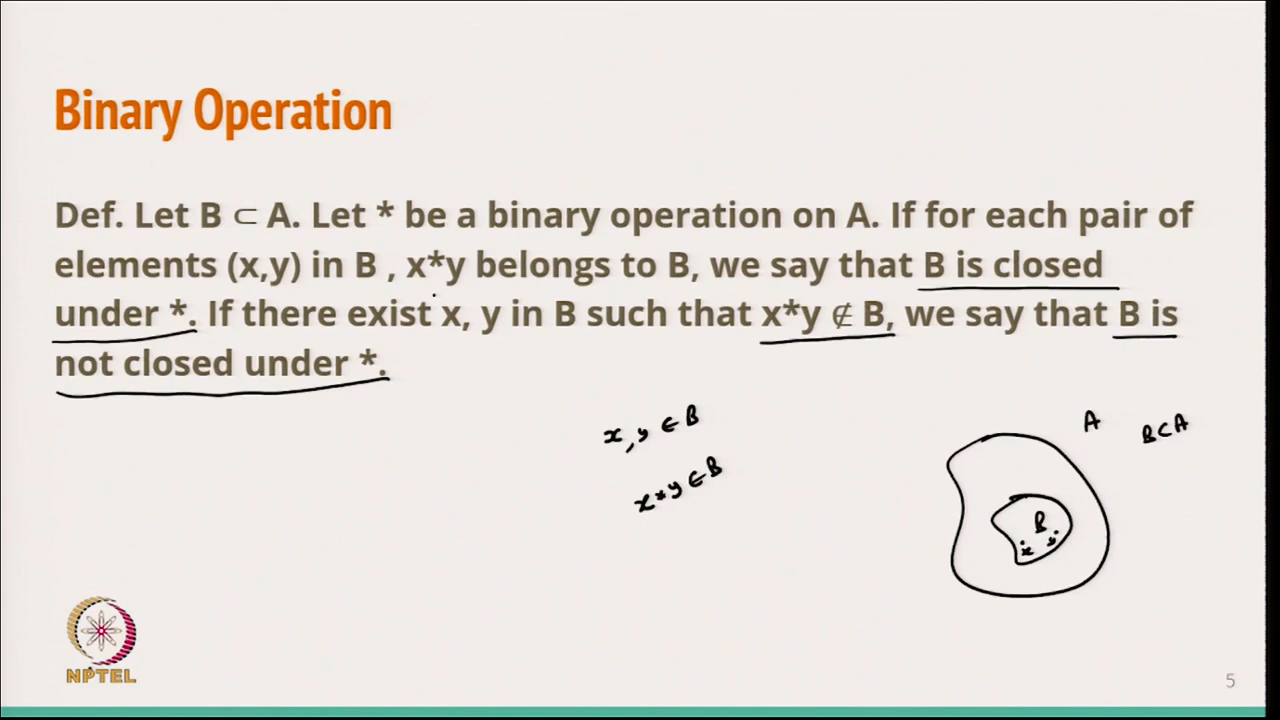 Binary Operation
Def. Let B ⊂ A. Let * be a binary operation on A. If for each pair of
elements (x,y) in B , x*y belongs to B, we say that B is closed
under *. If there exist x, y in B such that x*y ∉ B, we say that B is
not closed under *.
x, y ∈ B
x*y ∈ B
A
B⊂A
B
x y
NPTEL
5